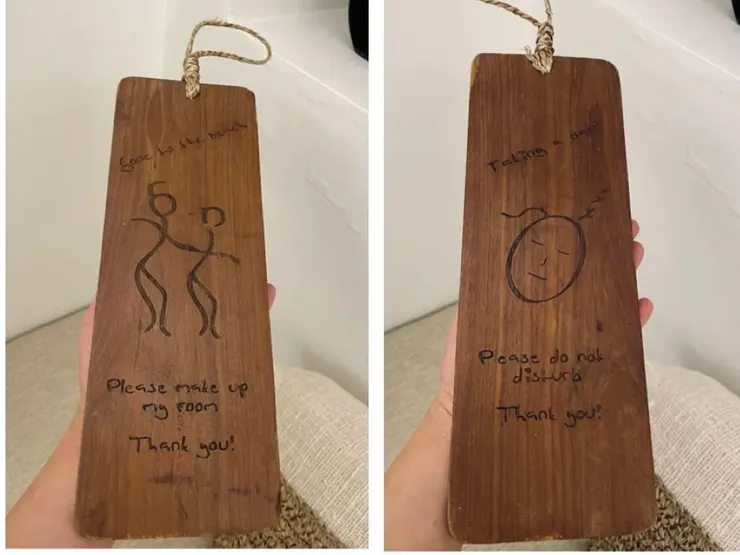 Gone to the beach
Please make up
my room
Thank you!
Taking a nap!
zzzz
Please do not
disturb
Thank you!